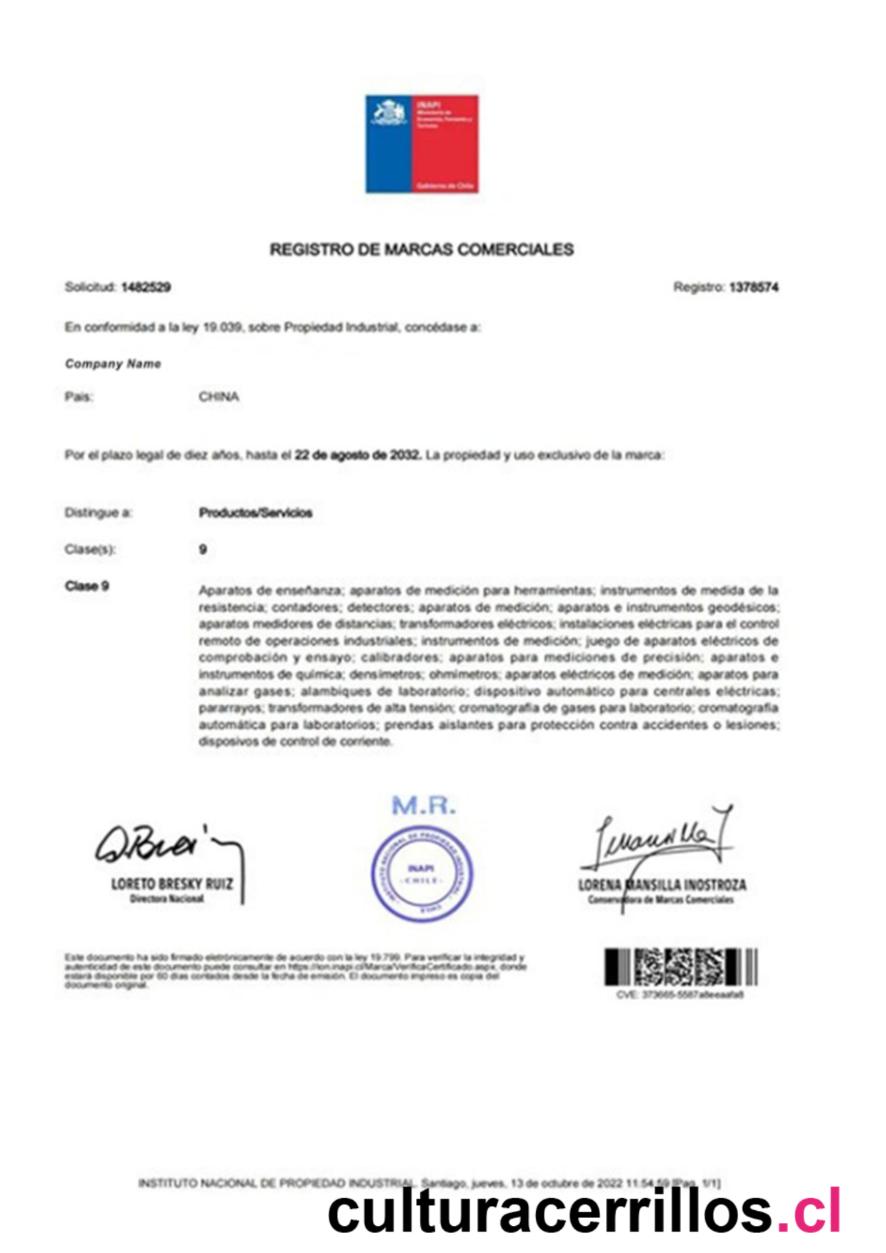 INAPI
Ministerio de
Economía, Fomento y
Turismo
Gobierno de Chile
REGISTRO DE MARCAS COMERCIALES
Solicitud: 1482529
Registro: 1378574
En conformidad a la ley 19.039, sobre Propiedad Industrial, concédase a:
Company Name
Pais: CHINA
Por el plazo legal de diez años, hasta el 22 de agosto de 2032. La propiedad y uso exclusivo de la marca:
Distingue a: Productos/Servicios
Clase(s): 9
Clase 9
Aparatos de enseñanza; aparatos de medición para herramientas; instrumentos de medida de la
resistencia; contadores; detectores; aparatos de medición; aparatos e instrumentos geodésicos;
aparatos medidores de distancias; transformadores eléctricos; instalaciones eléctricas para el control
remoto de operaciones industriales; instrumentos de medición; juego de aparatos eléctricos de
comprobación y ensayo; calibradores; aparatos para mediciones de precisión; aparatos e
instrumentos de química; densímetros; ohmímetros; aparatos eléctricos de medición; aparatos para
analizar gases; alambiques de laboratorio; dispositivo automático para centrales eléctricas;
pararrayos; transformadores de alta tensión; cromatografía de gases para laboratorio; cromatografía
automática para laboratorios; prendas aislantes para protección contra accidentes o lesiones;
disposivos de control de corriente.
M.R.
INSTITUTO NACIONAL DE PROPIEDAD INDUSTRIAL
INAPI
- CHILE -
CHILE
LORETO BRESKY RUIZ
Directora Nacional
LORENA MANSILLA INOSTROZA
Conservadora de Marcas Comerciales
Este documento ha sido firmado eletrónicamente de acuerdo con la ley 19.799. Para verificar la integridad y
autenticidad de este documento puede consultar en https://ion.inapi.cl/Marca/VerificaCertificado.aspx, donde
estará disponible por 60 días contados desde la fecha de emisión. El documento impreso es copia del
documento original.
CVE: 373665-5587a8eeaafa8
INSTITUTO NACIONAL DE PROPIEDAD INDUSTRIAL. Santiago, jueves, 13 de octubre de 2022 11:54:59 [Pag. 1/1]
culturacerrillos.cl